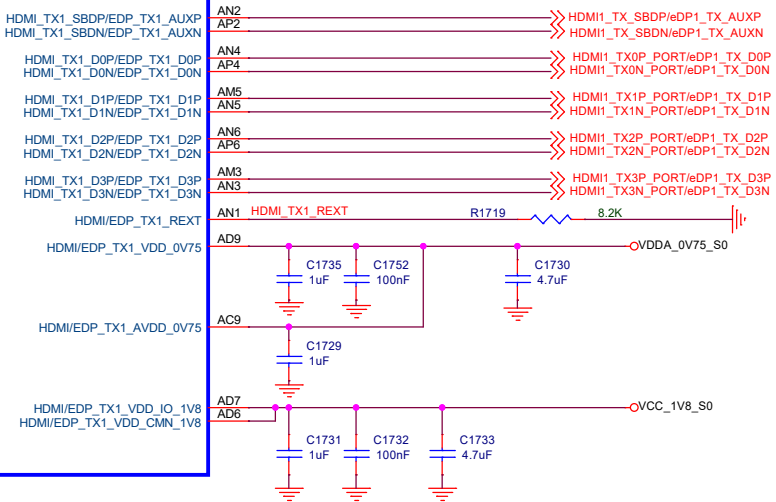 HDMI_TX1_SBDP/EDP_TX1_AUXP AN2 HDMI1_TX_SBDP/eDP1_TX_AUXP
HDMI_TX1_SBDN/EDP_TX1_AUXN AP2 HDMI1_TX_SBDN/eDP1_TX_AUXN
HDMI_TX1_D0P/EDP_TX1_D0P AN4 HDMI1_TX0P_PORT/eDP1_TX_D0P
HDMI_TX1_D0N/EDP_TX1_D0N AP4 HDMI1_TX0N_PORT/eDP1_TX_D0N
HDMI_TX1_D1P/EDP_TX1_D1P AM5 HDMI1_TX1P_PORT/eDP1_TX_D1P
HDMI_TX1_D1N/EDP_TX1_D1N AN5 HDMI1_TX1N_PORT/eDP1_TX_D1N
HDMI_TX1_D2P/EDP_TX1_D2P AN6 HDMI1_TX2P_PORT/eDP1_TX_D2P
HDMI_TX1_D2N/EDP_TX1_D2N AP6 HDMI1_TX2N_PORT/eDP1_TX_D2N
HDMI_TX1_D3P/EDP_TX1_D3P AM3 HDMI1_TX3P_PORT/eDP1_TX_D3P
HDMI_TX1_D3N/EDP_TX1_D3N AN3 HDMI1_TX3N_PORT/eDP1_TX_D3N
HDMI/EDP_TX1_REXT AN1 HDMI_TX1_REXT R1719 8.2K
HDMI/EDP_TX1_VDD_0V75 AD9 VDDA_0V75_S0
C1735 C1752 C1730
1uF 100nF 4.7uF
HDMI/EDP_TX1_AVDD_0V75 AC9
C1729
1uF
HDMI/EDP_TX1_VDD_IO_1V8 AD7 VCC_1V8_S0
HDMI/EDP_TX1_VDD_CMN_1V8 AD6
C1731 C1732 C1733
1uF 100nF 4.7uF